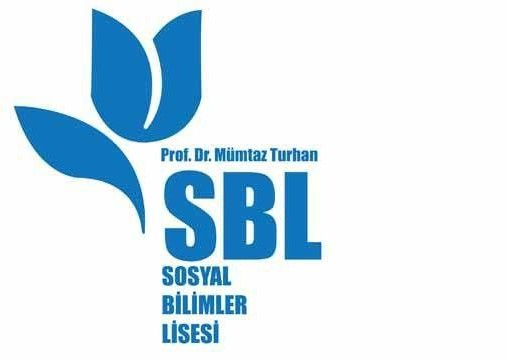 Prof. Dr. Mümtaz Turhan
SBL
SOSYAL
BİLİMLER
LİSESİ